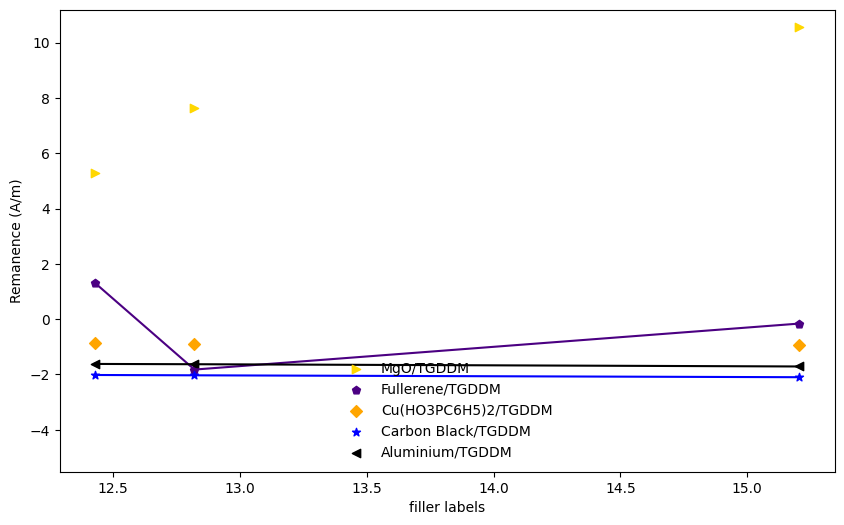 10
8
6
4
2
0
−2
−4
Remanence (A/m)
MgO/TGDDM
Fullerene/TGDDM
Cu(HO3PC6H5)2/TGDDM
Carbon Black/TGDDM
Aluminium/TGDDM
12.5 13.0 13.5 14.0 14.5 15.0
filler labels